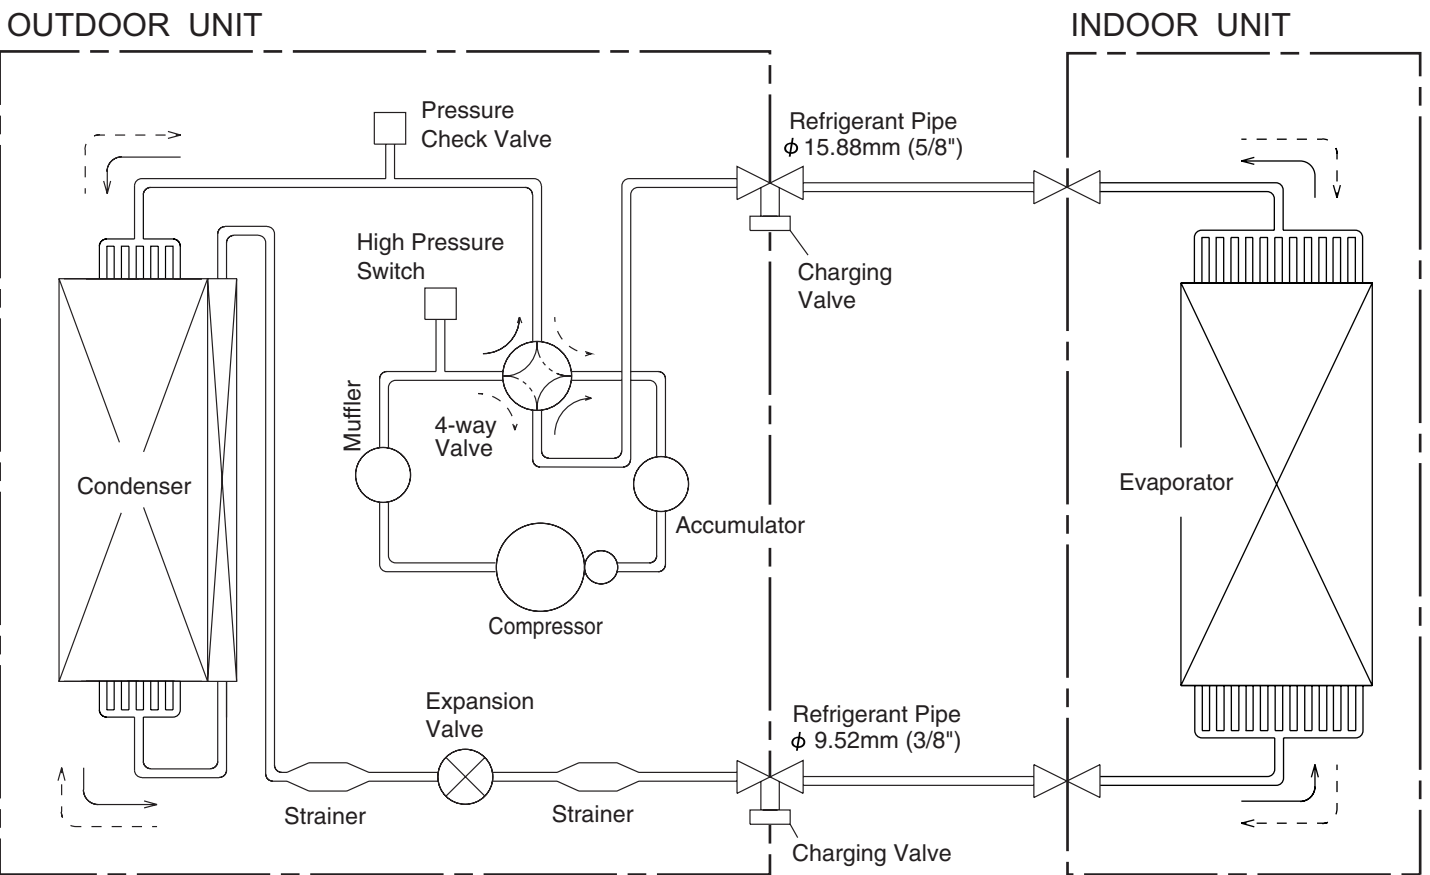 OUTDOOR UNIT
INDOOR UNIT
Pressure
Check Valve
Refrigerant Pipe
ϕ 15.88mm (5/8")
High Pressure
Switch
Charging
Valve
Muffler
4-way
Valve
Condenser
Evaporator
Accumulator
Compressor
Expansion
Valve
Refrigerant Pipe
ϕ 9.52mm (3/8")
Strainer
Strainer
Charging Valve